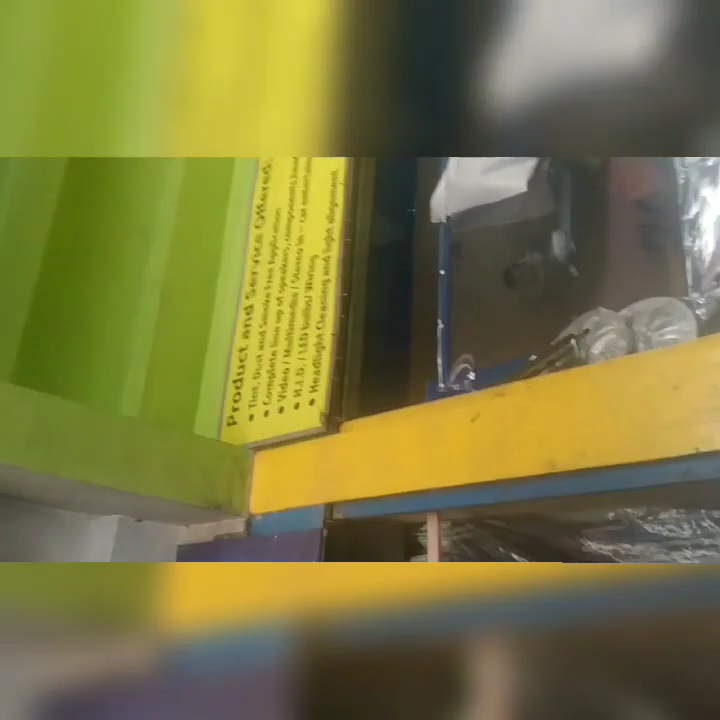 Product and Service Offered:
• Tint, Dust and Smoke Free Application
• Complete line up of speakers, components
• Video / Multimedia / Stereo in - car
• H.I.D. / LED bulbs/ Wiring
• Headlight Cleaning and light alignment